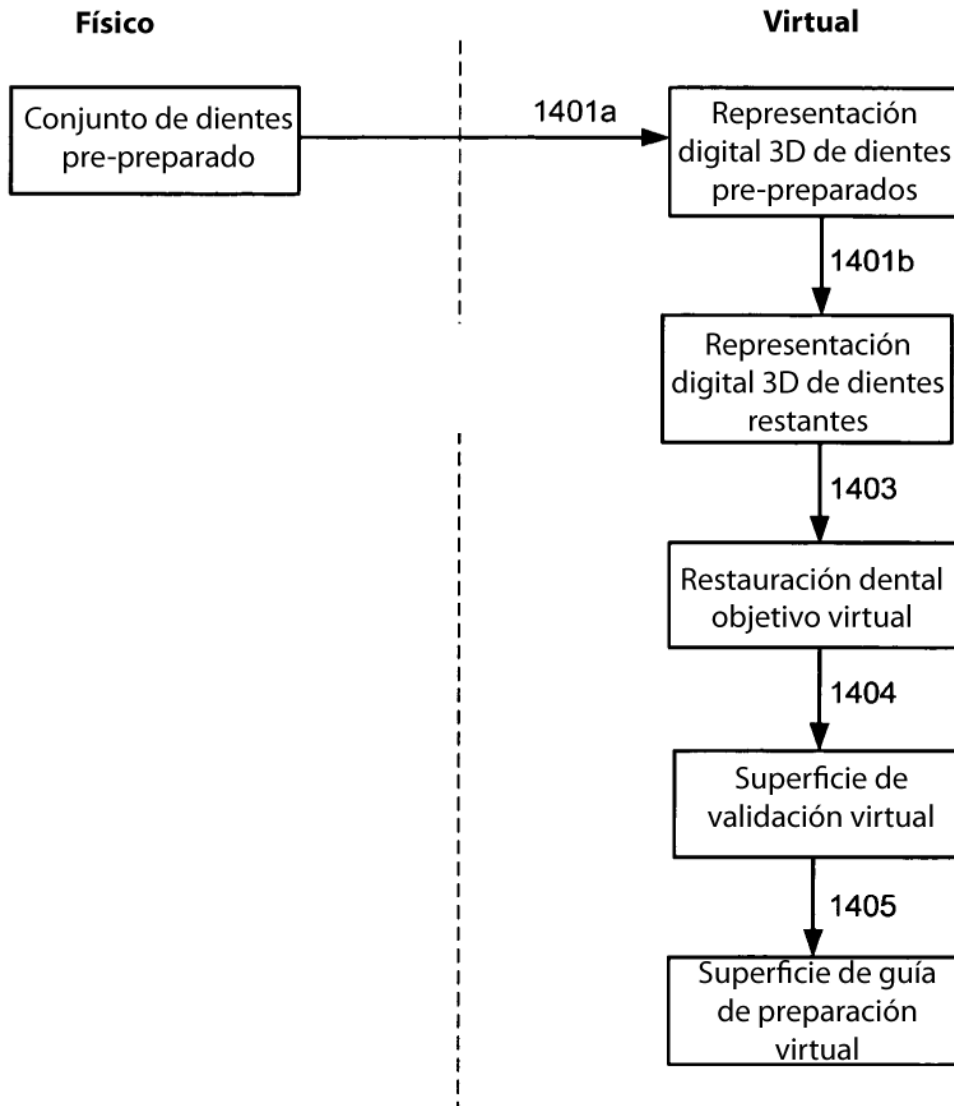 Físico
Virtual
Conjunto de dientes
pre-preparado
1401a
Representación
digital 3D de dientes
pre-preparados
1401b
Representación
digital 3D de dientes
restantes
1403
Restauración dental
objetivo virtual
1404
Superficie de
validación virtual
1405
Superficie de guía
de preparación
virtual